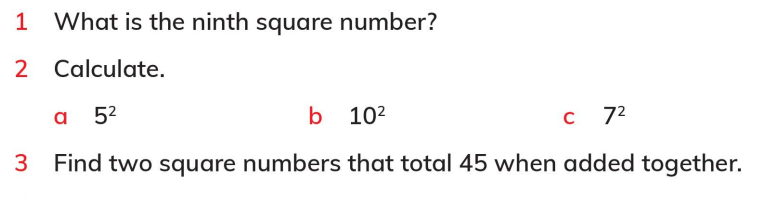 1 What is the ninth square number?
2 Calculate.
a 5² b 10² c 7²
3 Find two square numbers that total 45 when added together.